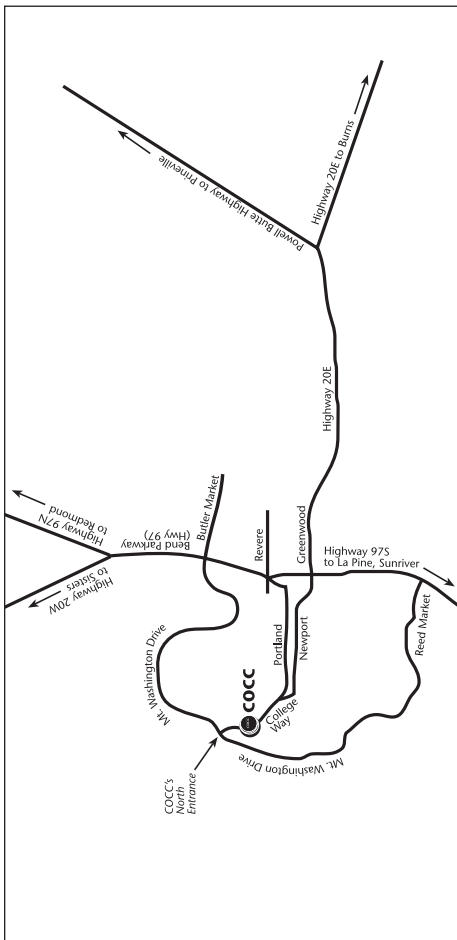 Highway 20W
to Sisters
Highway 97N
to Redmond
Bend Parkway
(Hwy 97)
Butler Market
Powell Butte Highway to Prineville
Highway 20E to Burns
Highway 20E
Revere
Greenwood
Highway 97S
to La Pine, Sunriver
Portland
Newport
Mt. Washington Drive
COCC
College
Way
COCC's
North
Entrance
Mt. Washington Drive
Reed Market